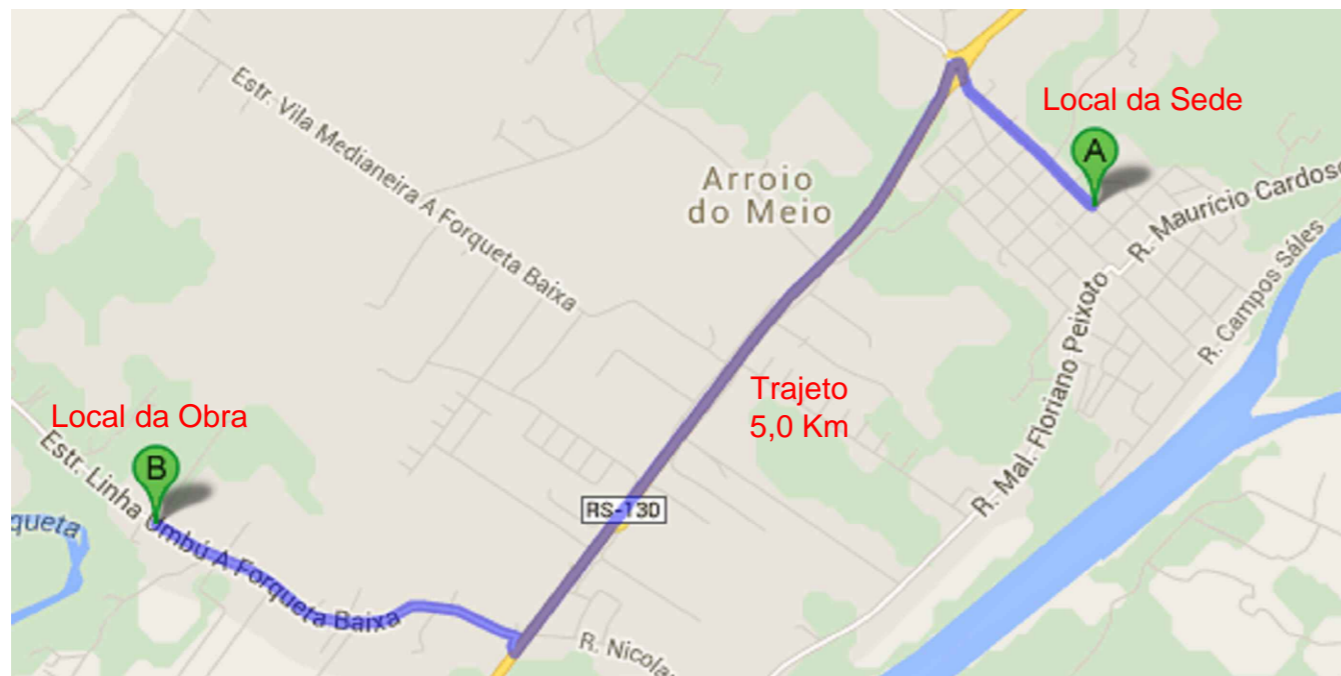 Local da Sede
A
Estr. Vila Medianeira A Forqueta Baixa
Arroio
do Meio
R. Maurício Cardoso
R. Campos Sáles
R. Mal. Floriano Peixoto
Trajeto
5,0 Km
Local da Obra
B
Estr. Linha Umbú A Forqueta Baixa
RS-130
queta
R. Nicola